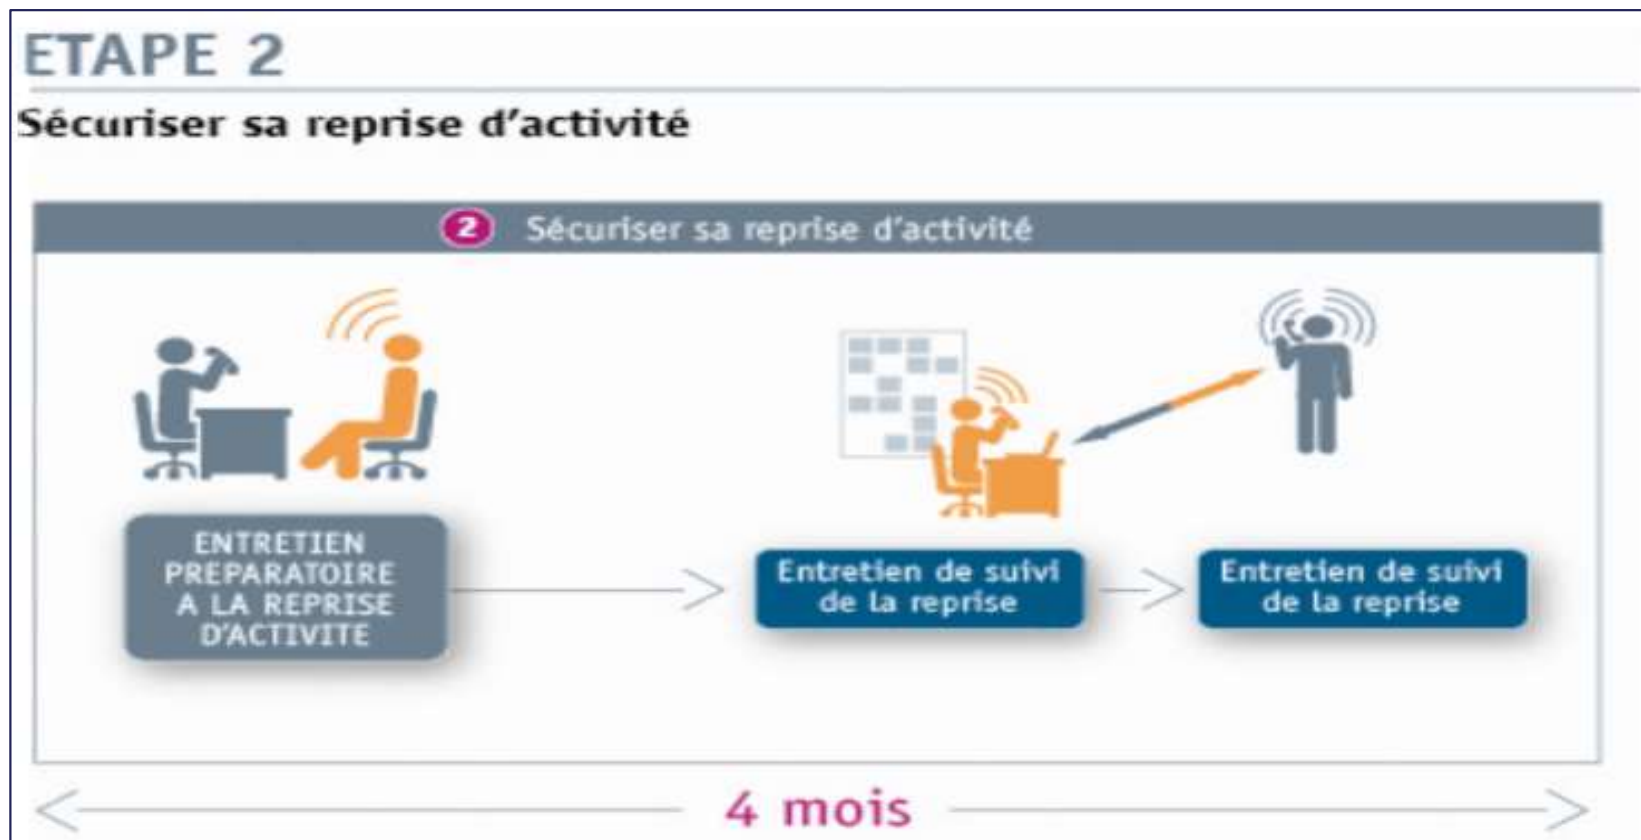 ETAPE 2
Sécuriser sa reprise d'activité
2 Sécuriser sa reprise d'activité
ENTRETIEN
PREPARATOIRE
A LA REPRISE
D'ACTIVITE
Entretien de suivi
de la reprise
Entretien de suivi
de la reprise
4 mois